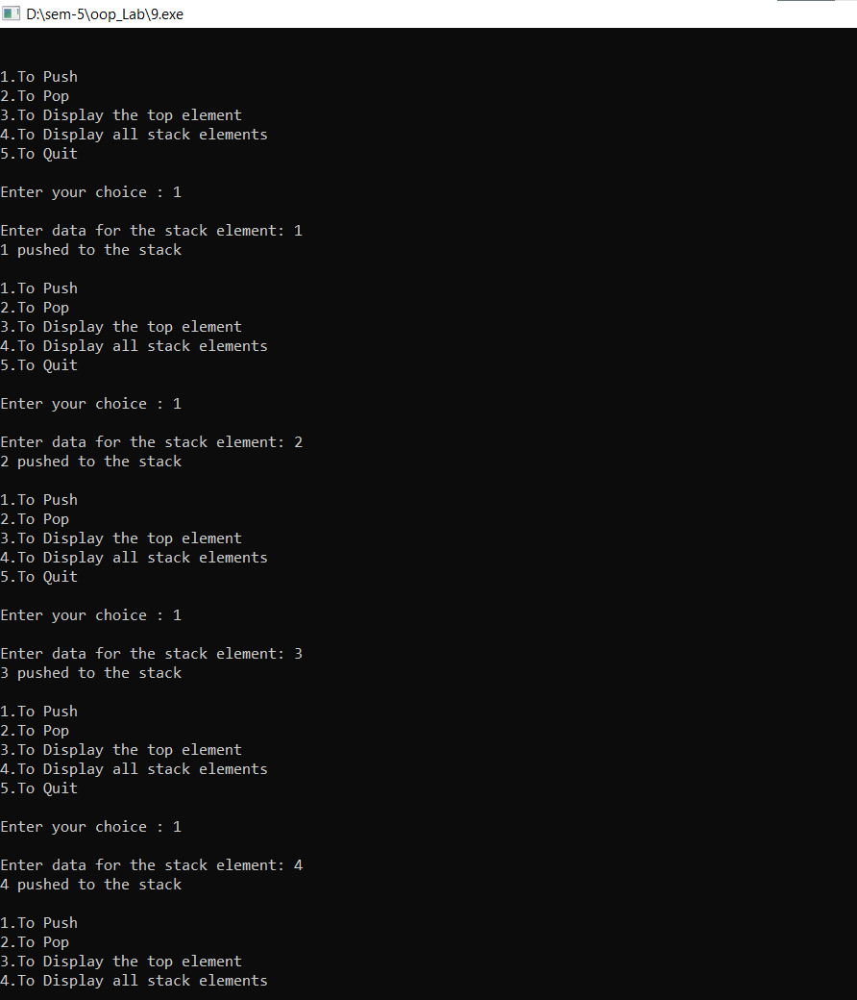 D:\sem-5\oop_Lab\9.exe
1.To Push
2.To Pop
3.To Display the top element
4.To Display all stack elements
5.To Quit
Enter your choice : 1
Enter data for the stack element: 1
1 pushed to the stack
1.To Push
2.To Pop
3.To Display the top element
4.To Display all stack elements
5.To Quit
Enter your choice : 1
Enter data for the stack element: 2
2 pushed to the stack
1.To Push
2.To Pop
3.To Display the top element
4.To Display all stack elements
5.To Quit
Enter your choice : 1
Enter data for the stack element: 3
3 pushed to the stack
1.To Push
2.To Pop
3.To Display the top element
4.To Display all stack elements
5.To Quit
Enter your choice : 1
Enter data for the stack element: 4
4 pushed to the stack
1.To Push
2.To Pop
3.To Display the top element
4.To Display all stack elements